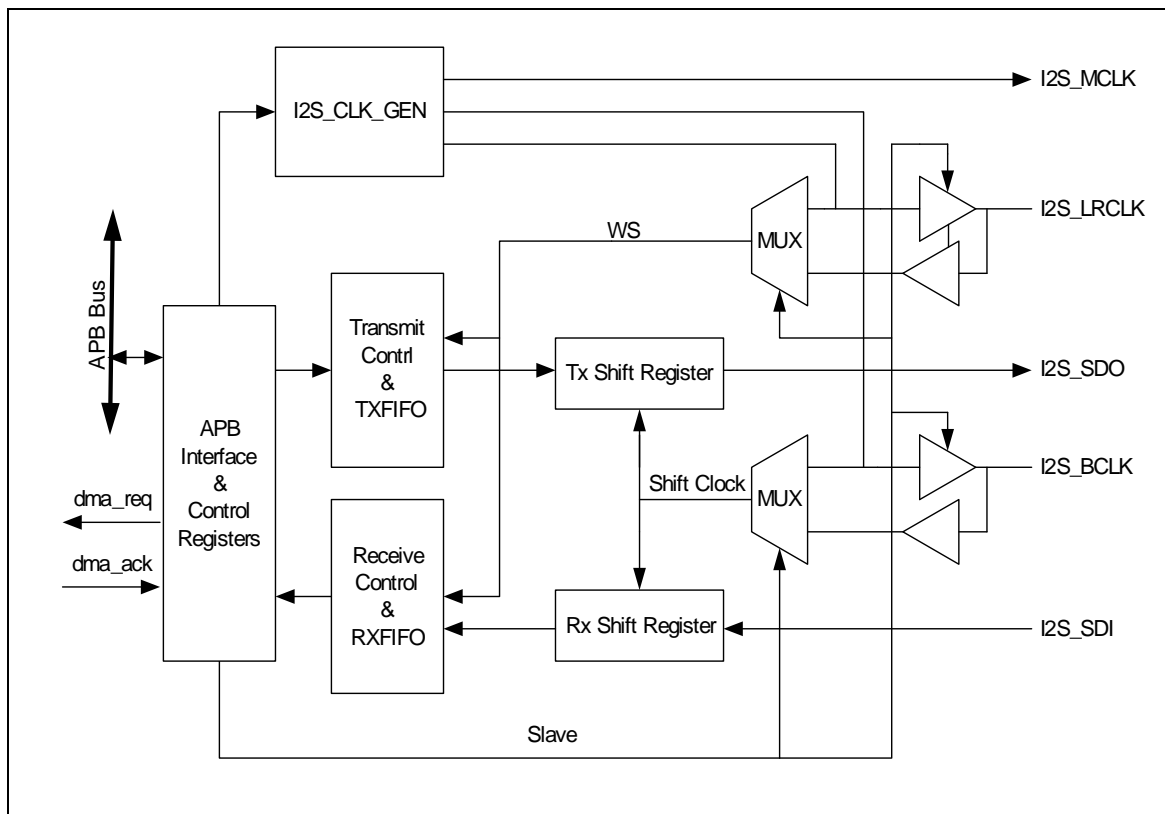 I2S_MCLK
I2S_CLK_GEN
I2S_LRCLK
MUX
WS
APB Bus
Transmit
Contrl
&
TXFIFO
Tx Shift Register
I2S_SDO
APB
Interface
&
Control
Registers
I2S_BCLK
Shift Clock
MUX
dma_req
dma_ack
Receive
Control
&
RXFIFO
Rx Shift Register
I2S_SDI
Slave